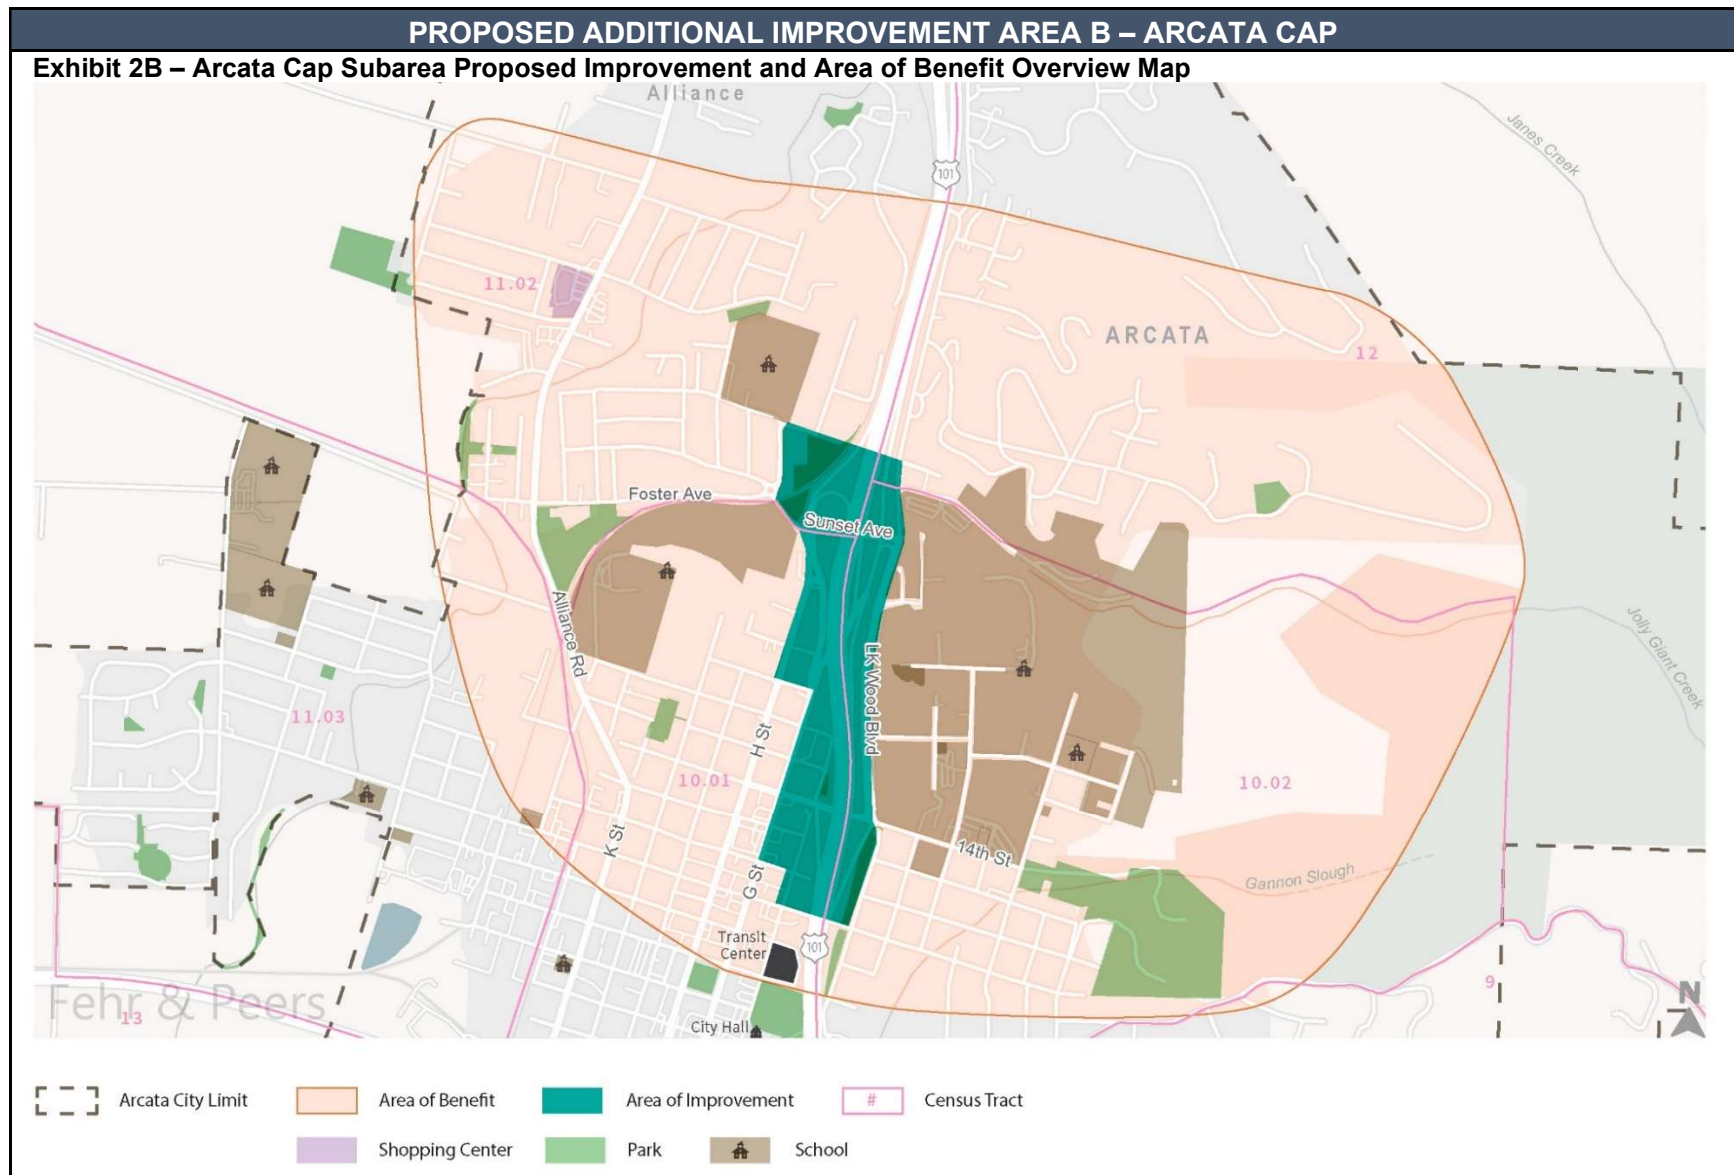 PROPOSED ADDITIONAL IMPROVEMENT AREA B – ARCATA CAP
Exhibit 2B – Arcata Cap Subarea Proposed Improvement and Area of Benefit Overview Map
Alliance
Janes Creek
101
11.02
ARCATA
12
Foster Ave
Sunset Ave
Alliance Rd
LK Wood Blvd
Jolly Giant Creek
11.03
H St
10.01
10.02
K St
14th St
G St
Gannon Slough
Transit
Center
101
9
N
Fehr & Peers
13
City Hall
Arcata City Limit
Area of Benefit
Area of Improvement
# Census Tract
Shopping Center
Park
School